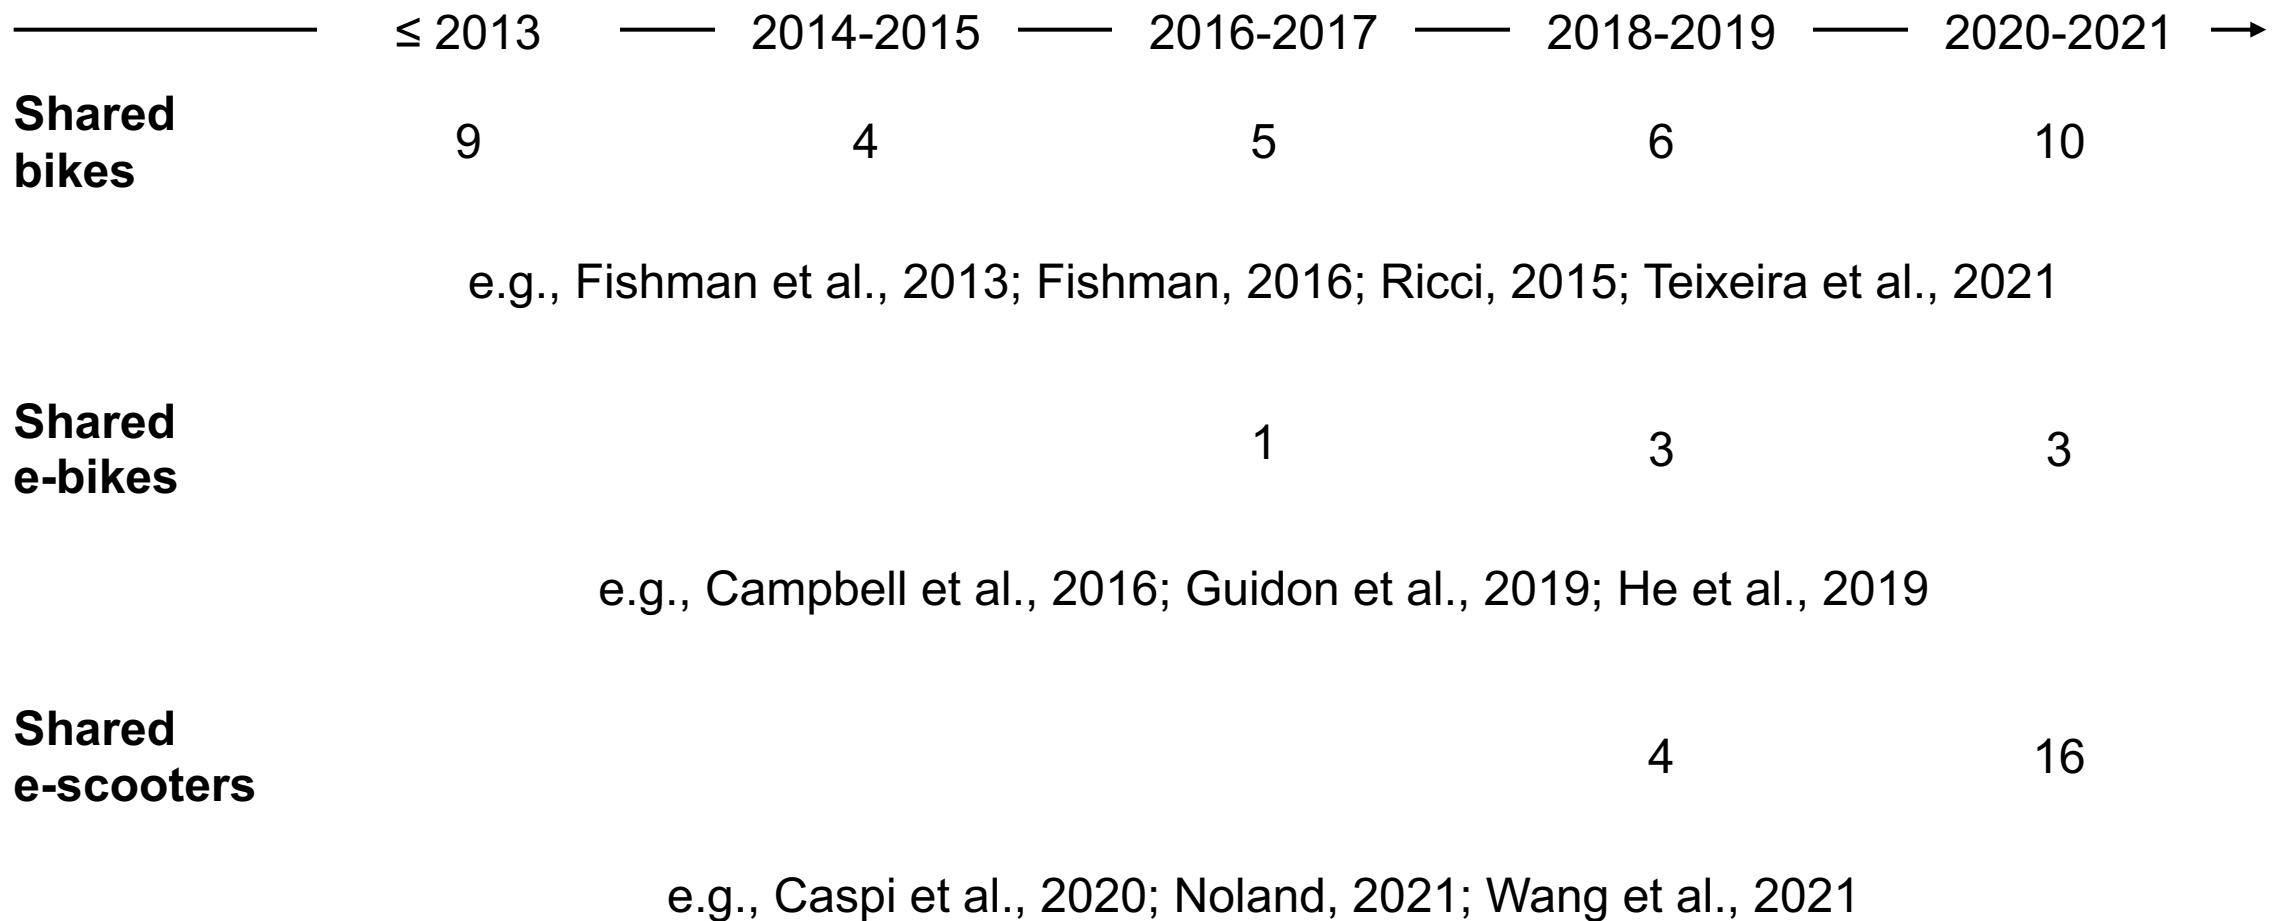 ≤ 2013 2014-2015 2016-2017 2018-2019 2020-2021
Shared
bikes
9 4 5 6 10
e.g., Fishman et al., 2013; Fishman, 2016; Ricci, 2015; Teixeira et al., 2021
Shared
e-bikes
1 3 3
e.g., Campbell et al., 2016; Guidon et al., 2019; He et al., 2019
Shared
e-scooters
4 16
e.g., Caspi et al., 2020; Noland, 2021; Wang et al., 2021